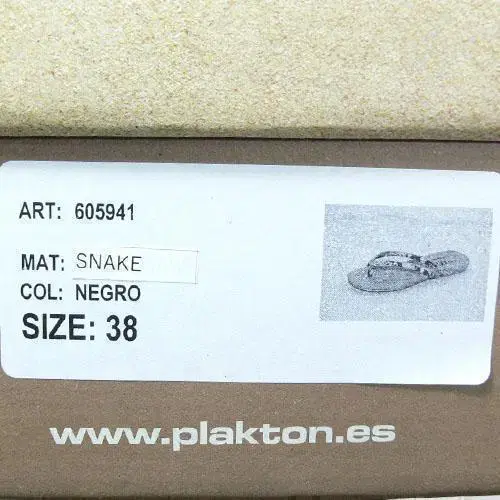 ART: 605941
MAT: SNAKE
COL: NEGRO
SIZE: 38
www.plakton.es